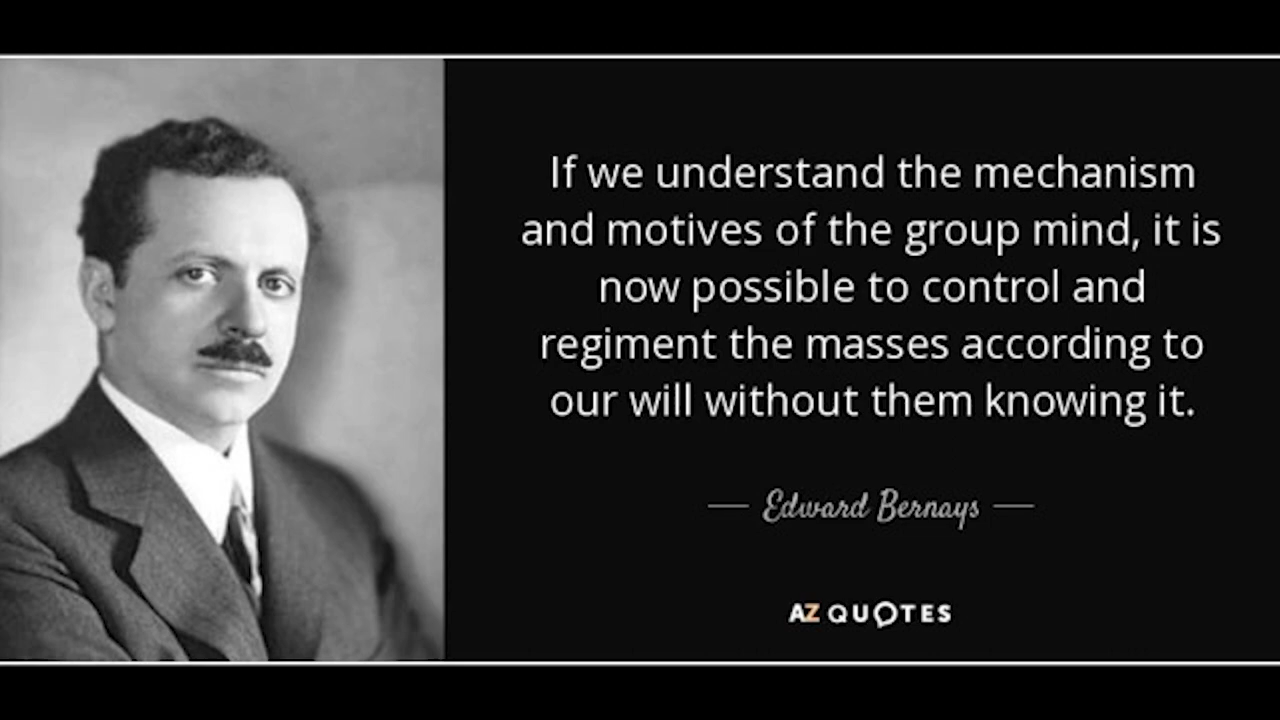 If we understand the mechanism
and motives of the group mind, it is
now possible to control and
regiment the masses according to
our will without them knowing it.
Edward Bernays
AZ QUOTES